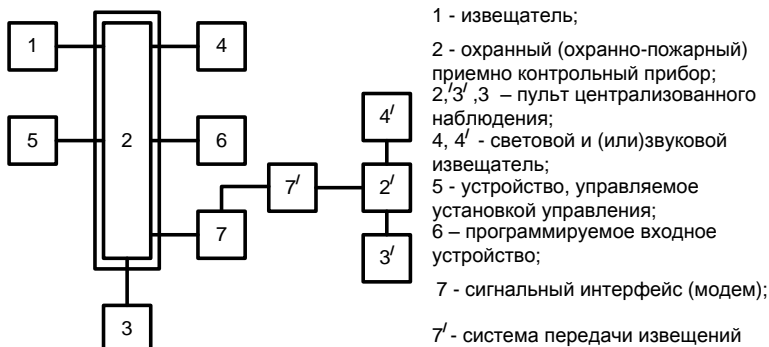 1
4
5
2
6
7
3
7/
4/
2/
3/
1 - извещатель;
2 - охранный (охранно-пожарный)
приемно контрольный прибор;
2,/3/ ,3 – пульт централизованного
наблюдения;
4, 4/ - световой и (или)звуковой
извещатель;
5 - устройство, управляемое
установкой управления;
6 – программируемое входное
устройство;
7 - сигнальный интерфейс (модем);
7/ - система передачи извещений